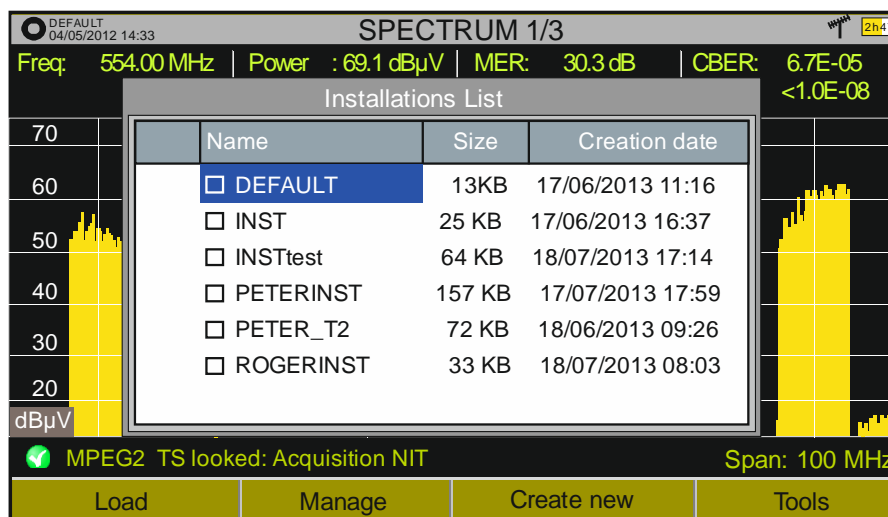 DEFAULT
04/05/2012 14:33
SPECTRUM 1/3
2h4
Freq: 554.00 MHz | Power : 69.1 dBµV | MER: 30.3 dB | CBER: 6.7E-05
<1.0E-08
Installations List
Name Size Creation date
DEFAULT 13KB 17/06/2013 11:16
INST 25 KB 17/06/2013 16:37
INSTtest 64 KB 18/07/2013 17:14
PETERINST 157 KB 17/07/2013 17:59
PETER_T2 72 KB 18/06/2013 09:26
ROGERINST 33 KB 18/07/2013 08:03
70
60
50
40
30
20
dBµV
MPEG2 TS looked: Acquisition NIT
Span: 100 MHz
Load Manage Create new Tools